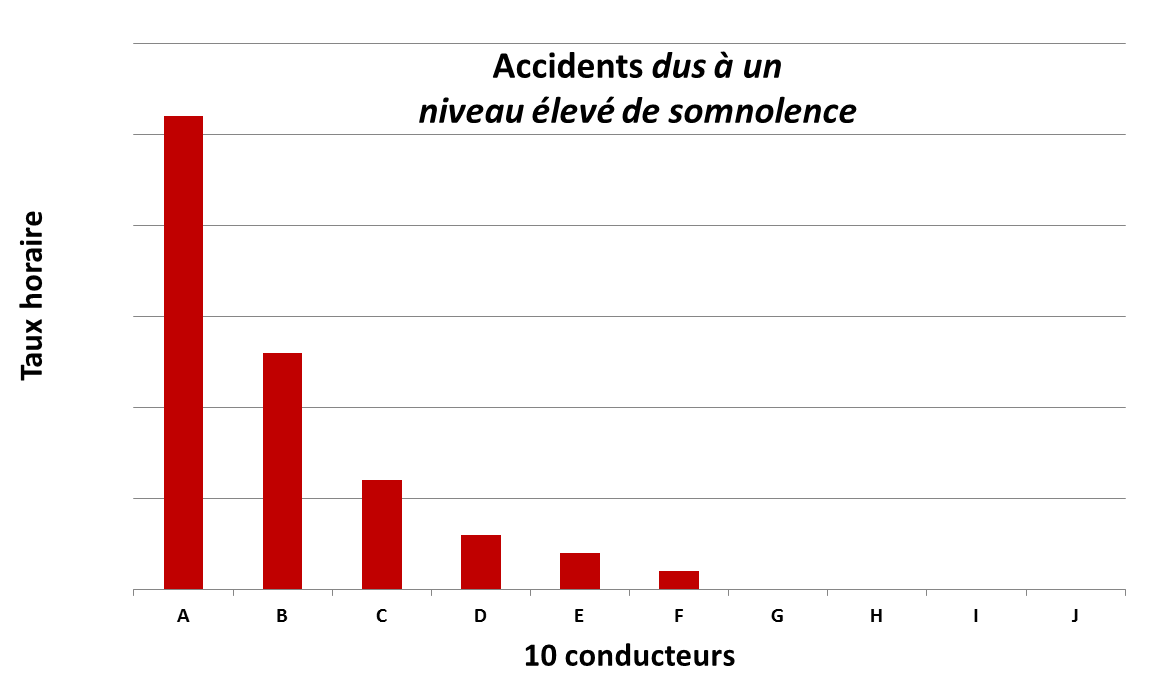 Accidents dus à un
niveau élevé de somnolence
Taux horaire
A B C D E F G H I J
10 conducteurs